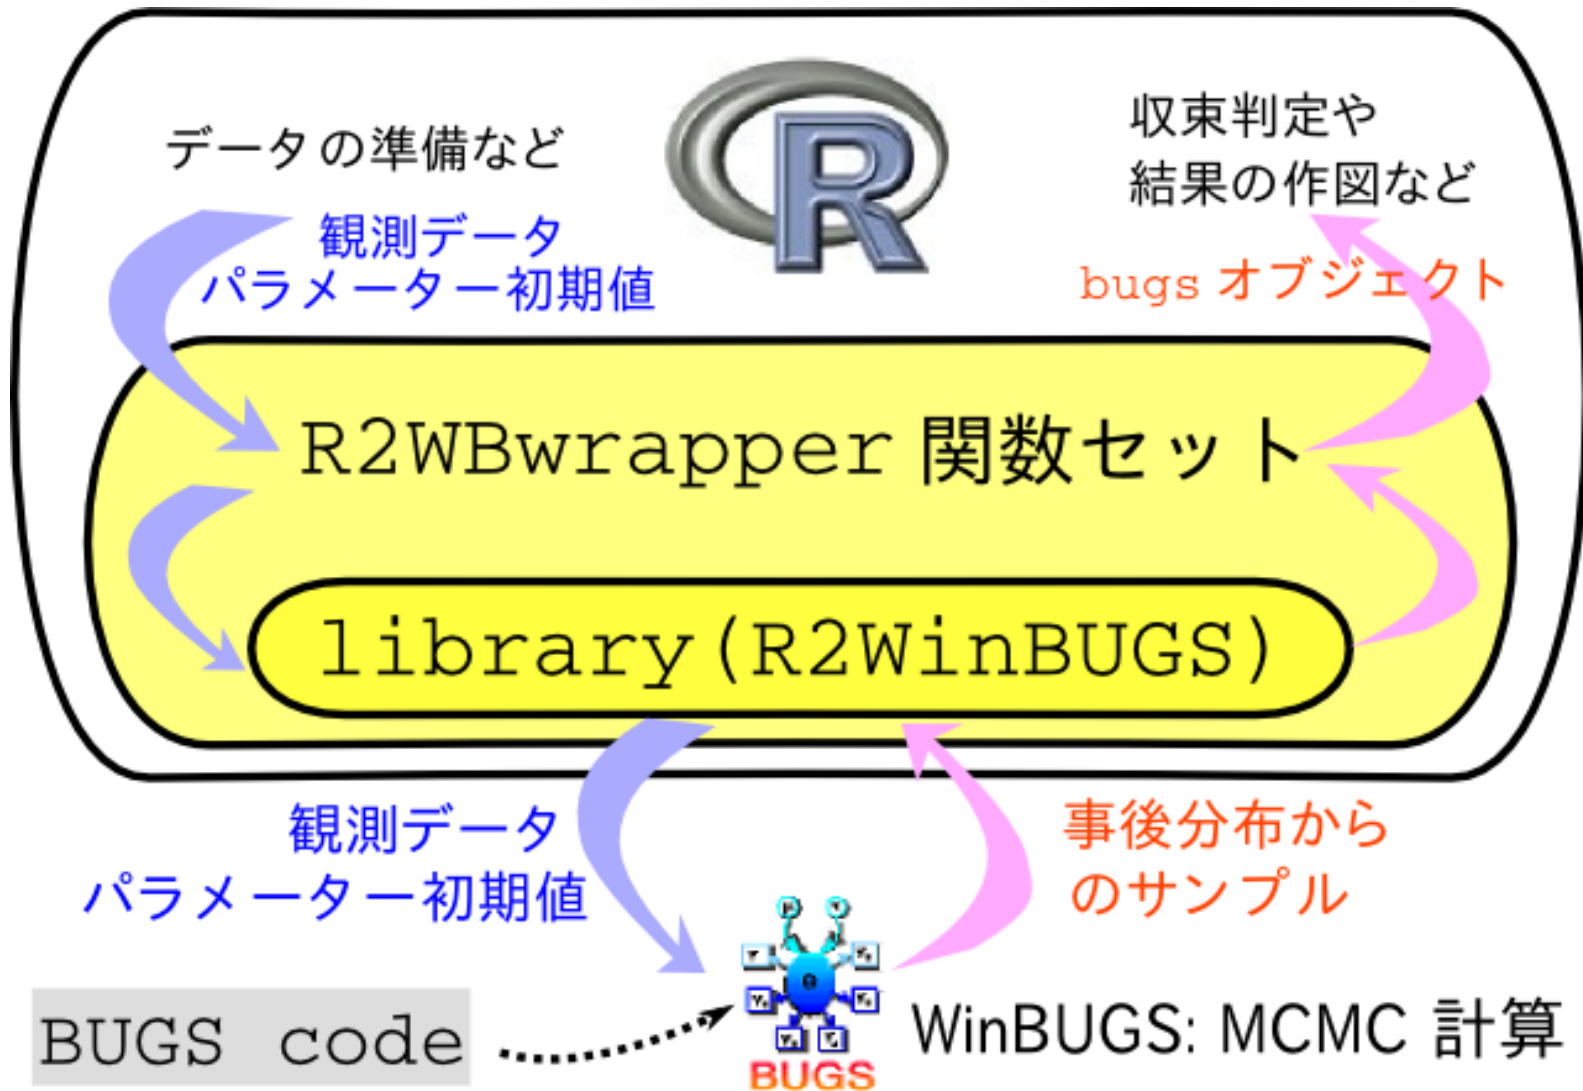 データの準備など
観測データ
パラメーター初期値
R
収束判定や
結果の作図など
bugs オブジェクト
R2WBwrapper 関数セット
library(R2WinBUGS)
観測データ
パラメーター初期値
事後分布から
のサンプル
BUGS code
BUGS
WinBUGS: MCMC 計算